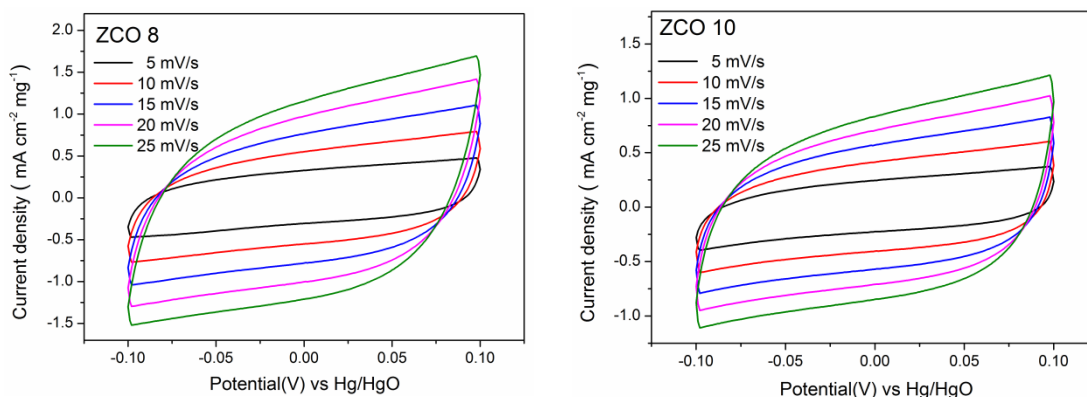 ZCO 8
5 mV/s
10 mV/s
15 mV/s
20 mV/s
25 mV/s
2.0
1.5
1.0
0.5
0.0
-0.5
-1.0
-1.5
Current density ( mA cm⁻² mg⁻¹)
-0.10
-0.05
0.00
0.05
0.10
Potential(V) vs Hg/HgO
ZCO 10
5 mV/s
10 mV/s
15 mV/s
20 mV/s
25 mV/s
1.5
1.0
0.5
0.0
-0.5
-1.0
Current density ( mA cm⁻² mg⁻¹)
-0.10
-0.05
0.00
0.05
0.10
Potential(V) vs Hg/HgO